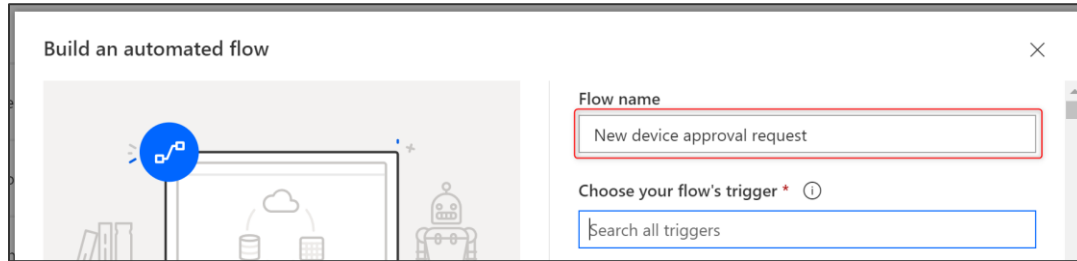 Build an automated flow
Flow name
New device approval request
Choose your flow's trigger *
Search all triggers